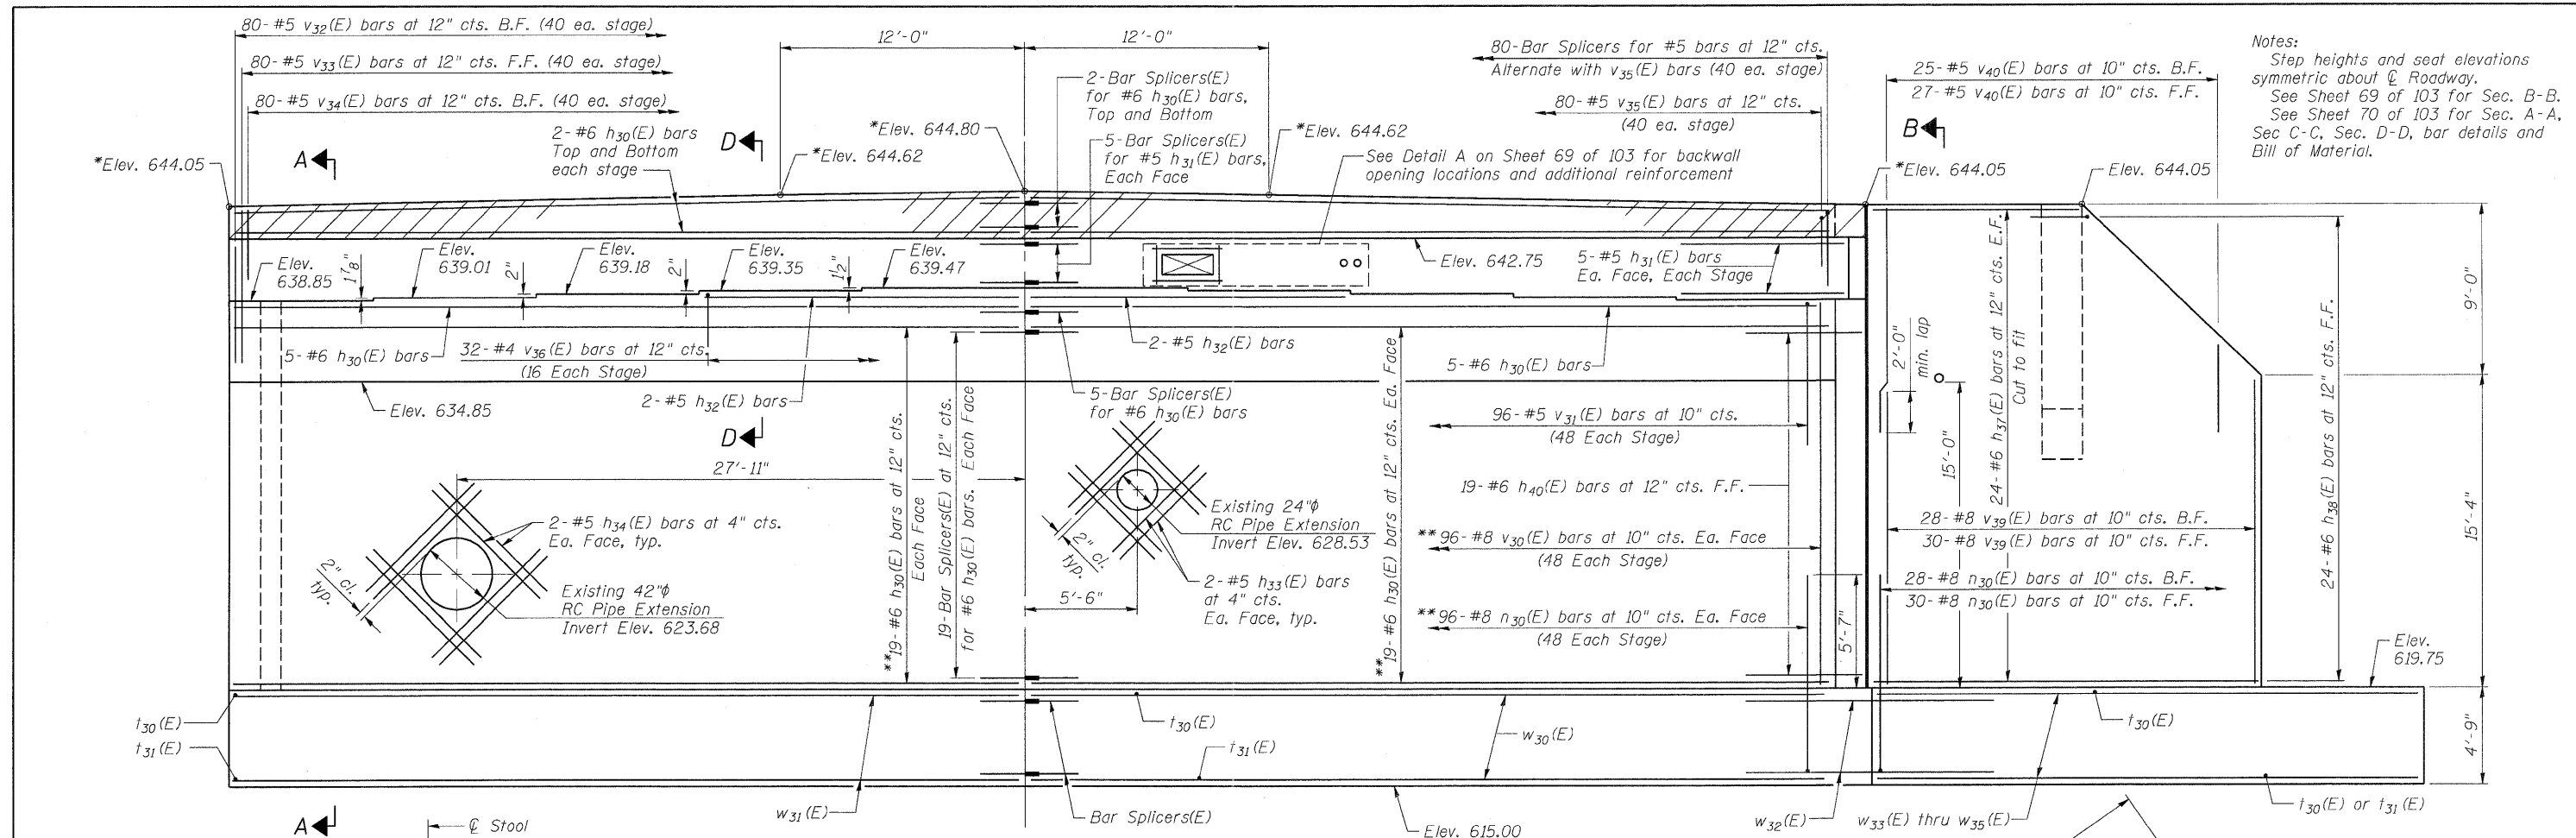 80-#5 v32(E) bars at 12" cts. B.F. (40 ea. stage)
80-#5 v33(E) bars at 12" cts. F.F. (40 ea. stage)
80-#5 v34(E) bars at 12" cts. B.F. (40 ea. stage)
2-#6 h30(E) bars
Top and Bottom
each stage
*Elev. 644.05
A
D
12'-0"
12'-0"
*Elev. 644.80
*Elev. 644.62
2-Bar Splicers(E)
for #6 h30(E) bars,
Top and Bottom
5-Bar Splicers(E)
for #5 h31(E) bars,
Each Face
*Elev. 644.62
80-Bar Splicers for #5 bars at 12" cts.
Alternate with v35(E) bars (40 ea. stage)
80-#5 v35(E) bars at 12" cts.
(40 ea. stage)
See Detail A on Sheet 69 of 103 for backwall
opening locations and additional reinforcement
25-#5 v40(E) bars at 10" cts. B.F.
27-#5 v40(E) bars at 10" cts. F.F.
B
*Elev. 644.05
Elev. 644.05
Notes:
Step heights and seat elevations
symmetric about ℄ Roadway.
See Sheet 69 of 103 for Sec. B-B.
See Sheet 70 of 103 for Sec. A-A,
Sec C-C, Sec. D-D, bar details and
Bill of Material.
Elev.
638.85
1⅞"
Elev.
639.01
2"
Elev.
639.18
2"
Elev.
639.35
1½"
Elev.
639.47
Elev. 642.75
5-#5 h31(E) bars
Ea. Face, Each Stage
5-#6 h30(E) bars
32-#4 v36(E) bars at 12" cts.
(16 Each Stage)
2-#5 h32(E) bars
5-#6 h30(E) bars
Elev. 634.85
2-#5 h32(E) bars
5-Bar Splicers(E)
for #6 h30(E) bars
D
27'-11"
**19-#6 h30(E) bars at 12" cts.
Each Face
19-Bar Splicers(E) at 12" cts.
for #6 h30(E) bars. Each Face
**19-#6 h30(E) bars at 12" cts. Ea. Face
96-#5 v31(E) bars at 10" cts.
(48 Each Stage)
19-#6 h40(E) bars at 12" cts. F.F.
**96-#8 v30(E) bars at 10" cts. Ea. Face
(48 Each Stage)
**96-#8 n30(E) bars at 10" cts. Ea. Face
(48 Each Stage)
5'-7"
2-#5 h34(E) bars at 4" cts.
Ea. Face, typ.
2" cl.
typ.
Existing 42"φ
RC Pipe Extension
Invert Elev. 623.68
Existing 24"φ
RC Pipe Extension
Invert Elev. 628.53
2" cl.
typ.
5'-6"
2-#5 h33(E) bars
at 4" cts.
Ea. Face, typ.
2'-0"
min. lap
15'-0"
24-#6 h37(E) bars at 12" cts. E.F.
Cut to fit
28-#8 v39(E) bars at 10" cts. B.F.
30-#8 v39(E) bars at 10" cts. F.F.
28-#8 n30(E) bars at 10" cts. B.F.
30-#8 n30(E) bars at 10" cts. F.F.
24-#6 h38(E) bars at 12" cts. F.F.
9'-0"
15'-4"
4'-9"
Elev.
619.75
t30(E)
t31(E)
t30(E)
t31(E)
w30(E)
t30(E)
A
℄ Stool
w31(E)
Bar Splicers(E)
Elev. 615.00
w32(E)
w33(E) thru w35(E)
t30(E) or t31(E)